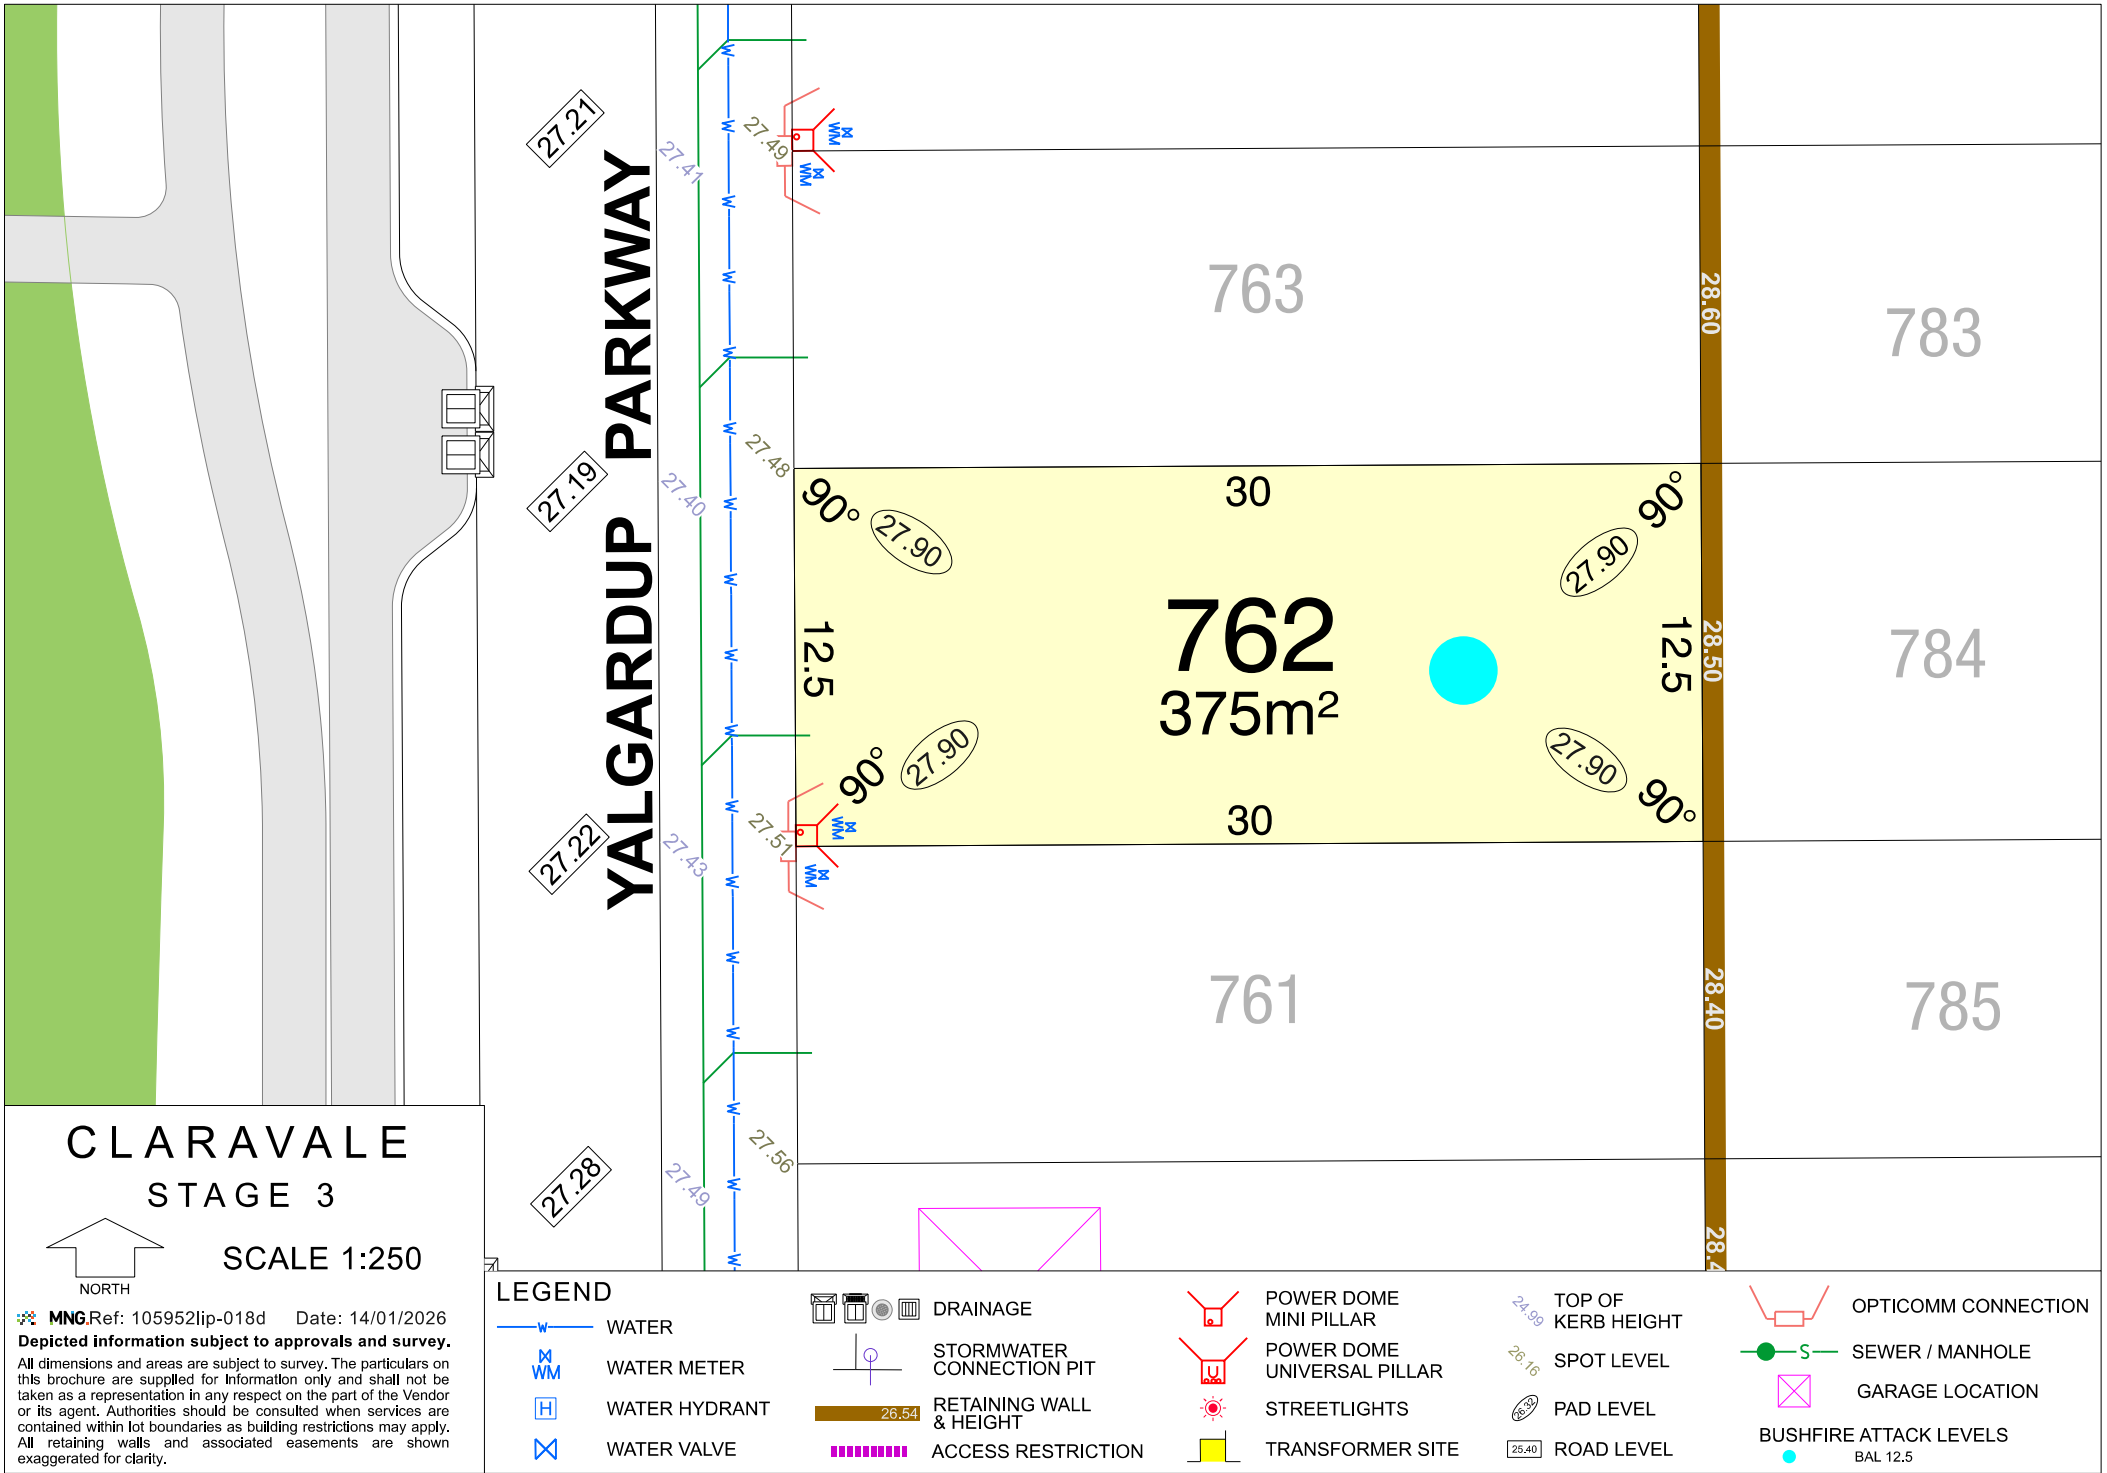 27.21
27.41
27.49
WM
WM
YALGARDUP PARKWAY
763
28.60
783
27.19
27.40
27.48
90°
30
90°
27.90
27.90
12.5
762
375m²
12.5
28.50
784
90°
27.90
27.90
90°
30
27.22
27.43
27.51
WM
WM
761
28.40
785
27.28
27.49
27.56
28.4
CLARAVALE
STAGE 3
NORTH
SCALE 1:250
MNG Ref: 105952lip-018d Date: 14/01/2026
Depicted information subject to approvals and survey.
All dimensions and areas are subject to survey. The particulars on
this brochure are supplied for information only and shall not be
taken as a representation in any respect on the part of the Vendor
or its agent. Authorities should be consulted when services are
contained within lot boundaries as building restrictions may apply.
All retaining walls and associated easements are shown
exaggerated for clarity.
LEGEND
W WATER
WM WATER METER
H WATER HYDRANT
WATER VALVE
DRAINAGE
STORMWATER
CONNECTION PIT
26.54 RETAINING WALL
& HEIGHT
ACCESS RESTRICTION
POWER DOME
MINI PILLAR
POWER DOME
UNIVERSAL PILLAR
U
STREETLIGHTS
TRANSFORMER SITE
24.99 TOP OF
KERB HEIGHT
26.16 SPOT LEVEL
26.32 PAD LEVEL
25.40 ROAD LEVEL
OPTICOMM CONNECTION
S SEWER / MANHOLE
GARAGE LOCATION
BUSHFIRE ATTACK LEVELS
BAL 12.5